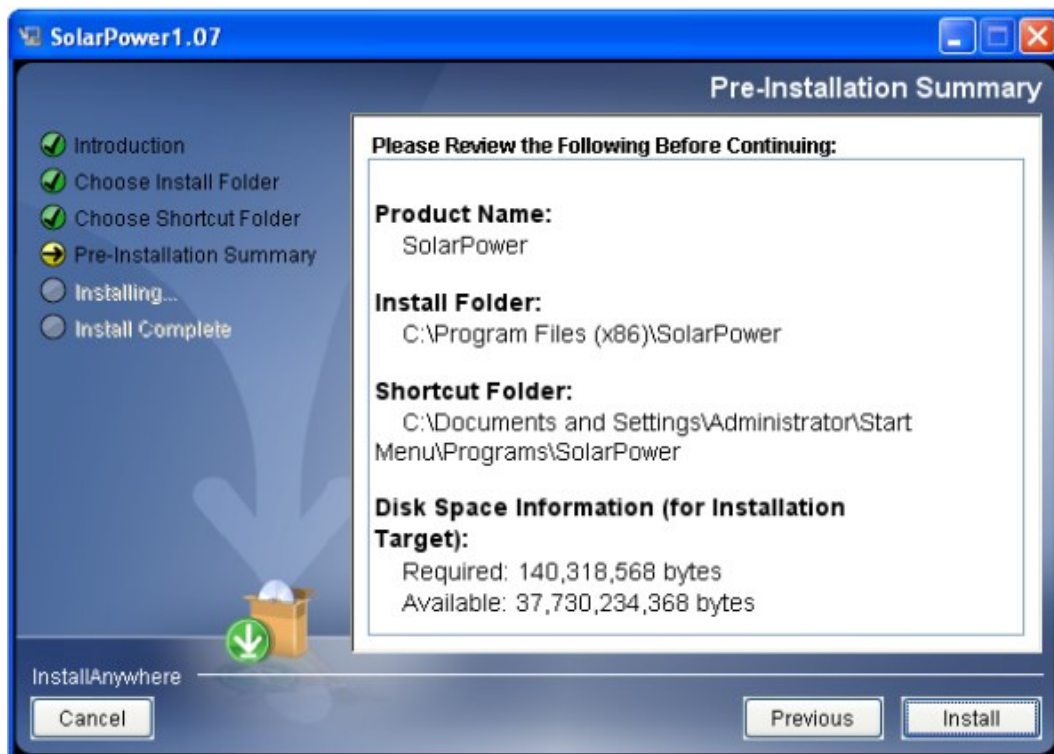 SolarPower1.07
Pre-Installation Summary
Introduction
Choose Install Folder
Choose Shortcut Folder
Pre-Installation Summary
Installing...
Install Complete
Please Review the Following Before Continuing:
Product Name:
SolarPower
Install Folder:
C:\Program Files (x86)\SolarPower
Shortcut Folder:
C:\Documents and Settings\Administrator\Start
Menu\Programs\SolarPower
Disk Space Information (for Installation
Target):
Required: 140,318,568 bytes
Available: 37,730,234,368 bytes
InstallAnywhere
Cancel
Previous
Install